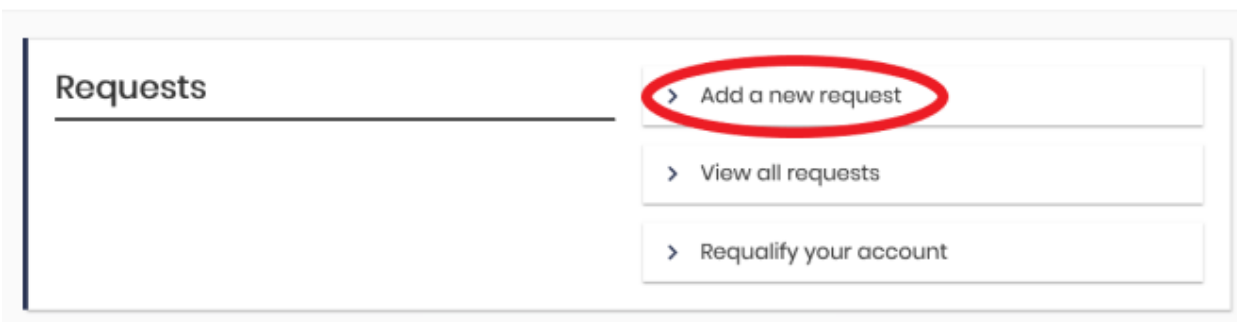 Requests
Add a new request
View all requests
Requalify your account